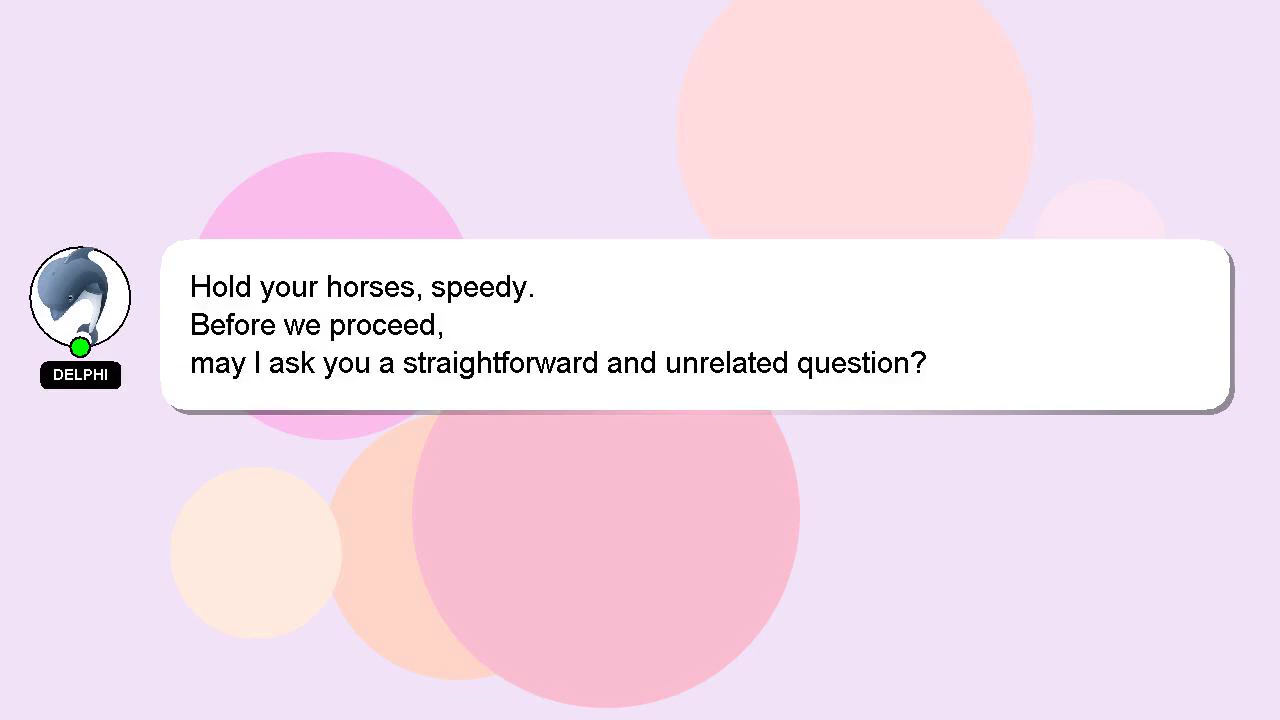 Hold your horses, speedy.
Before we proceed,
may I ask you a straightforward and unrelated question?
DELPHI